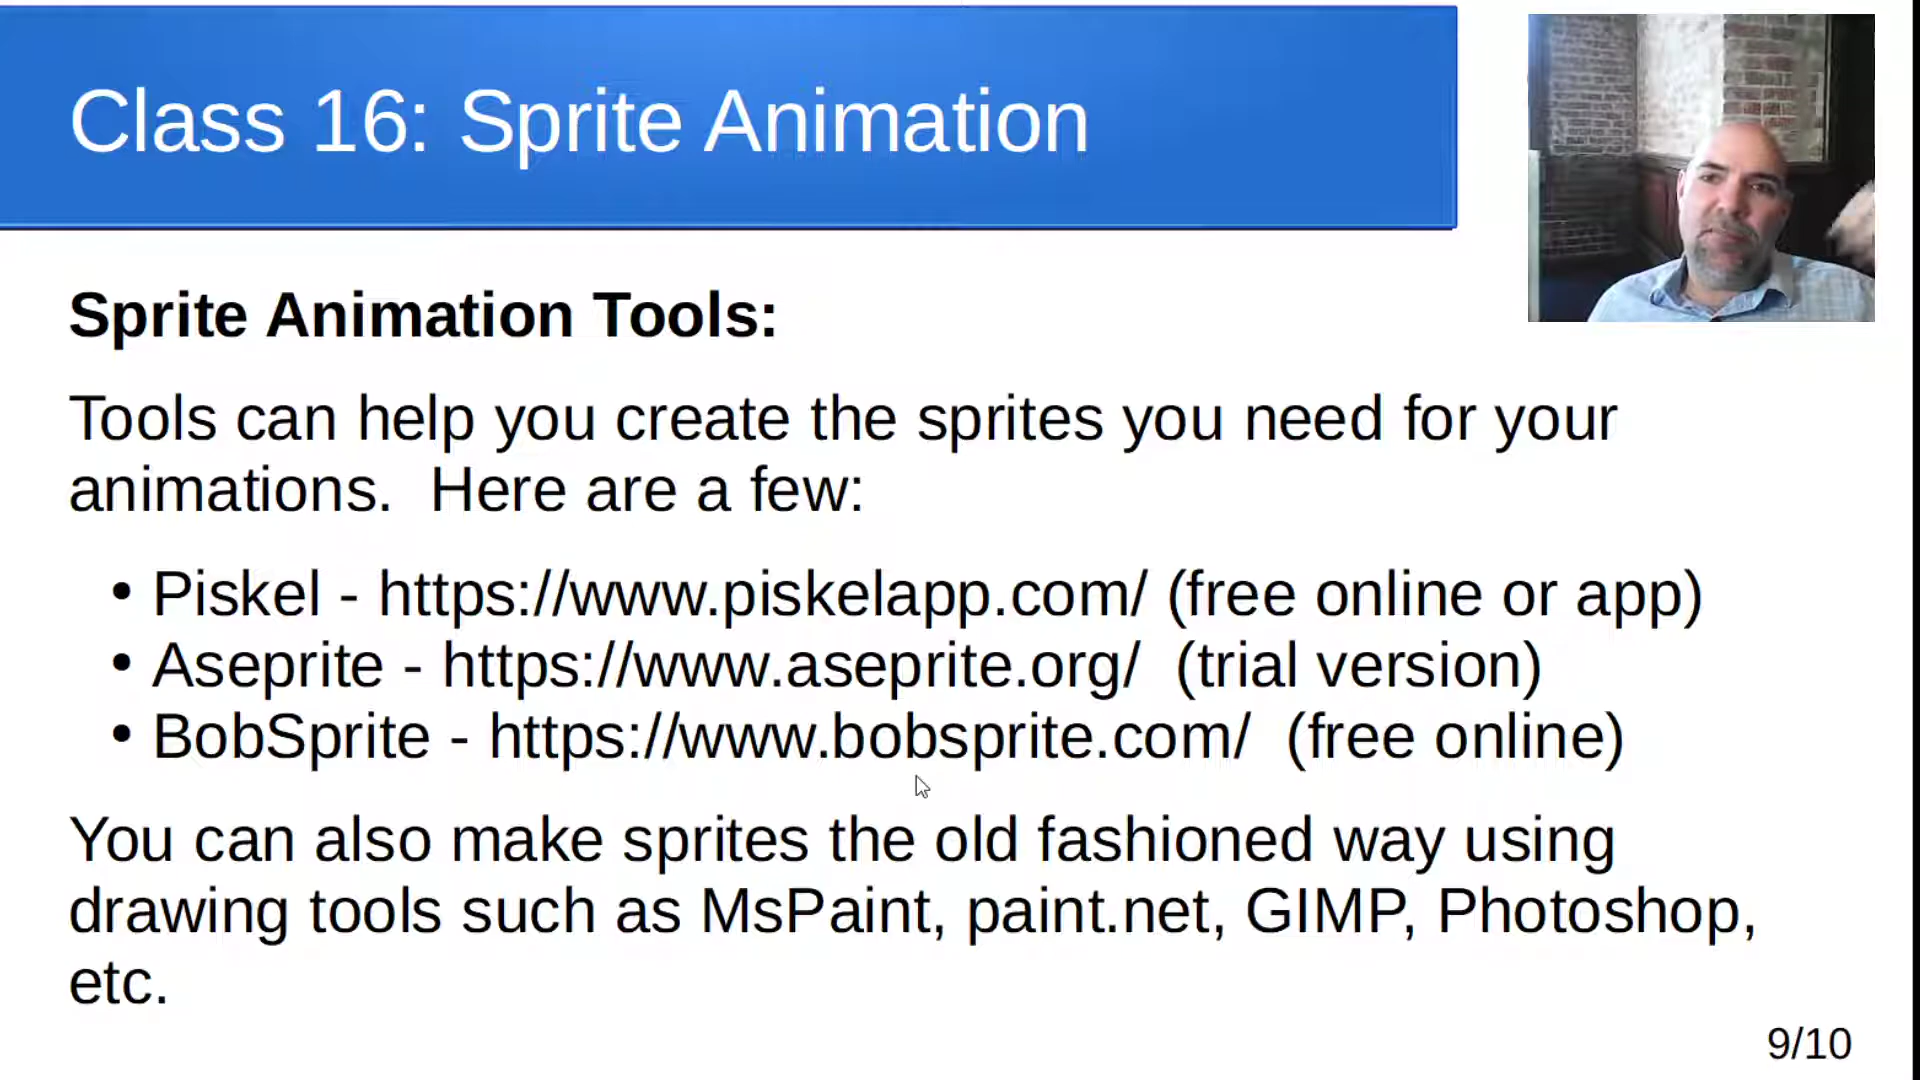 Class 16: Sprite Animation
Sprite Animation Tools:
Tools can help you create the sprites you need for your
animations.  Here are a few:
• Piskel - https://www.piskelapp.com/ (free online or app)
• Aseprite - https://www.aseprite.org/  (trial version)
• BobSprite - https://www.bobsprite.com/  (free online)
You can also make sprites the old fashioned way using
drawing tools such as MsPaint, paint.net, GIMP, Photoshop,
etc.
9/10